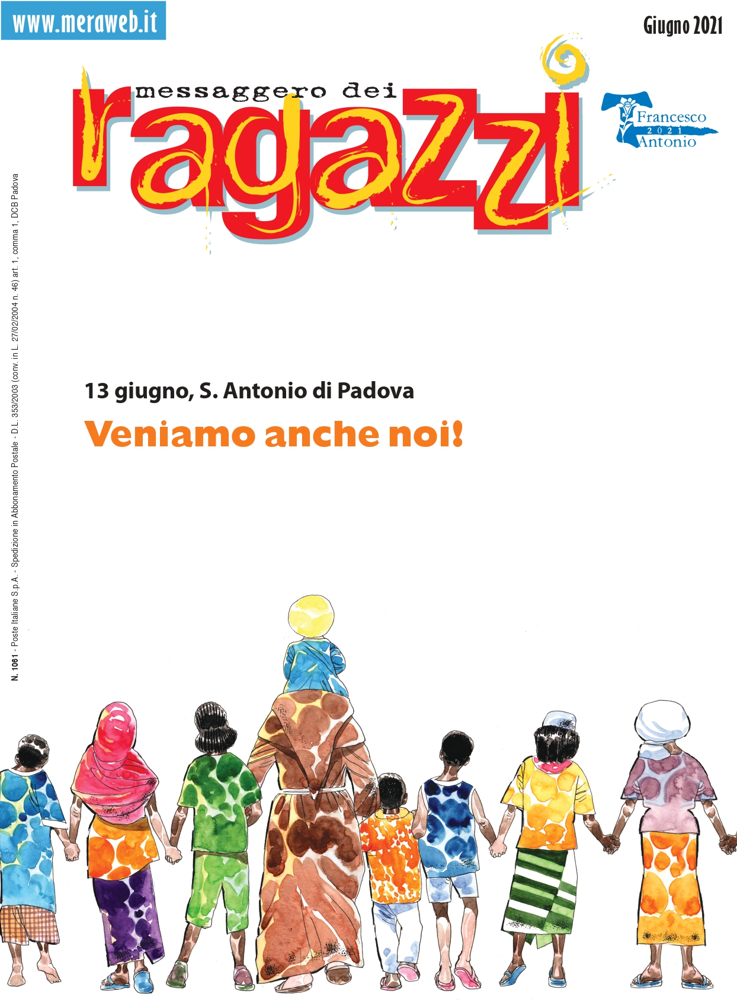 www.meraweb.it
Giugno 2021
messaggero dei
ragazzi
Francesco
2021
Antonio
13 giugno, S. Antonio di Padova
Veniamo anche noi!
N. 1061 - Poste Italiane S.p.A. - Spedizione in Abbonamento Postale - D.L. 353/2003 (conv. in L. 27/02/2004 n. 46) art. 1, comma 1, DCB Padova